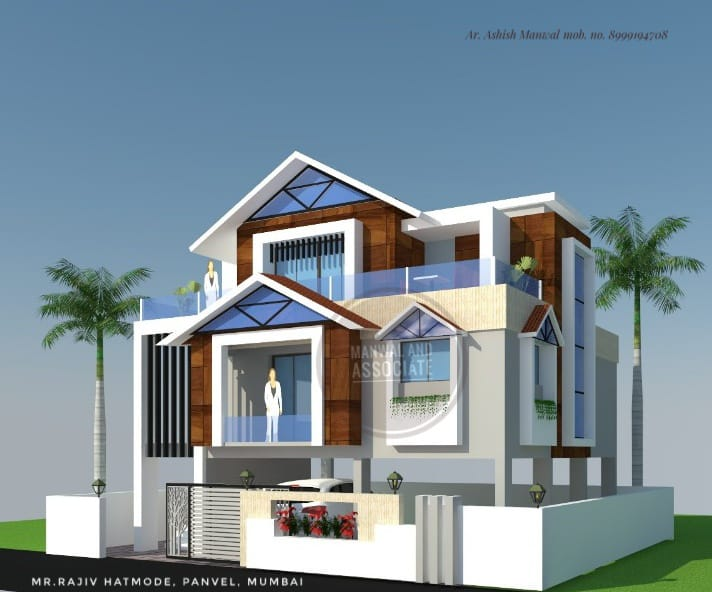 Ar. Ashish Manwal mob. no. 8999194708
MANWAL AND
ASSOCIATE
MR.RAJIV HATMODE, PANVEL, MUMBAI